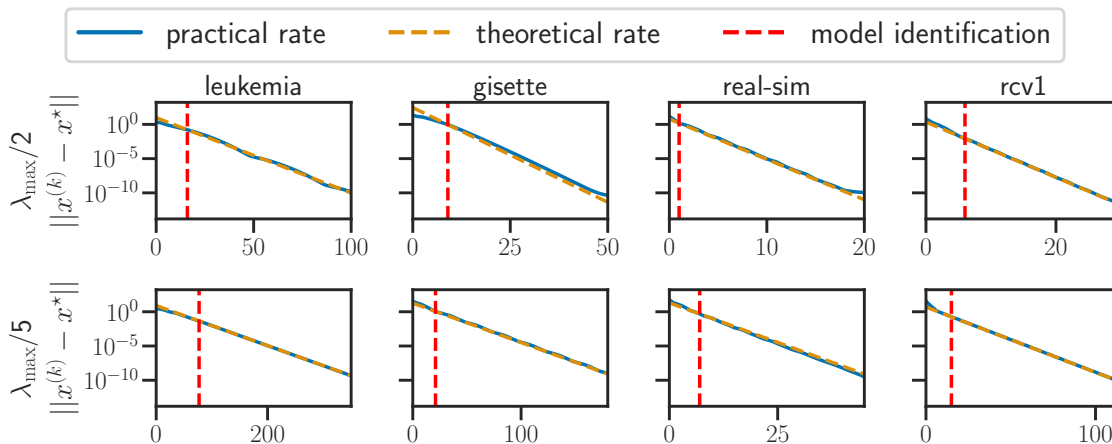 practical rate theoretical rate model identification
leukemia gisette real-sim rcv1
λ_max/2
||x^(k) − x^⋆||
10^0
10^−5
10^−10
0 50 100 0 25 50 0 10 20 0 20
λ_max/5
||x^(k) − x^⋆||
10^0
10^−5
10^−10
0 200 0 100 0 25 0 100